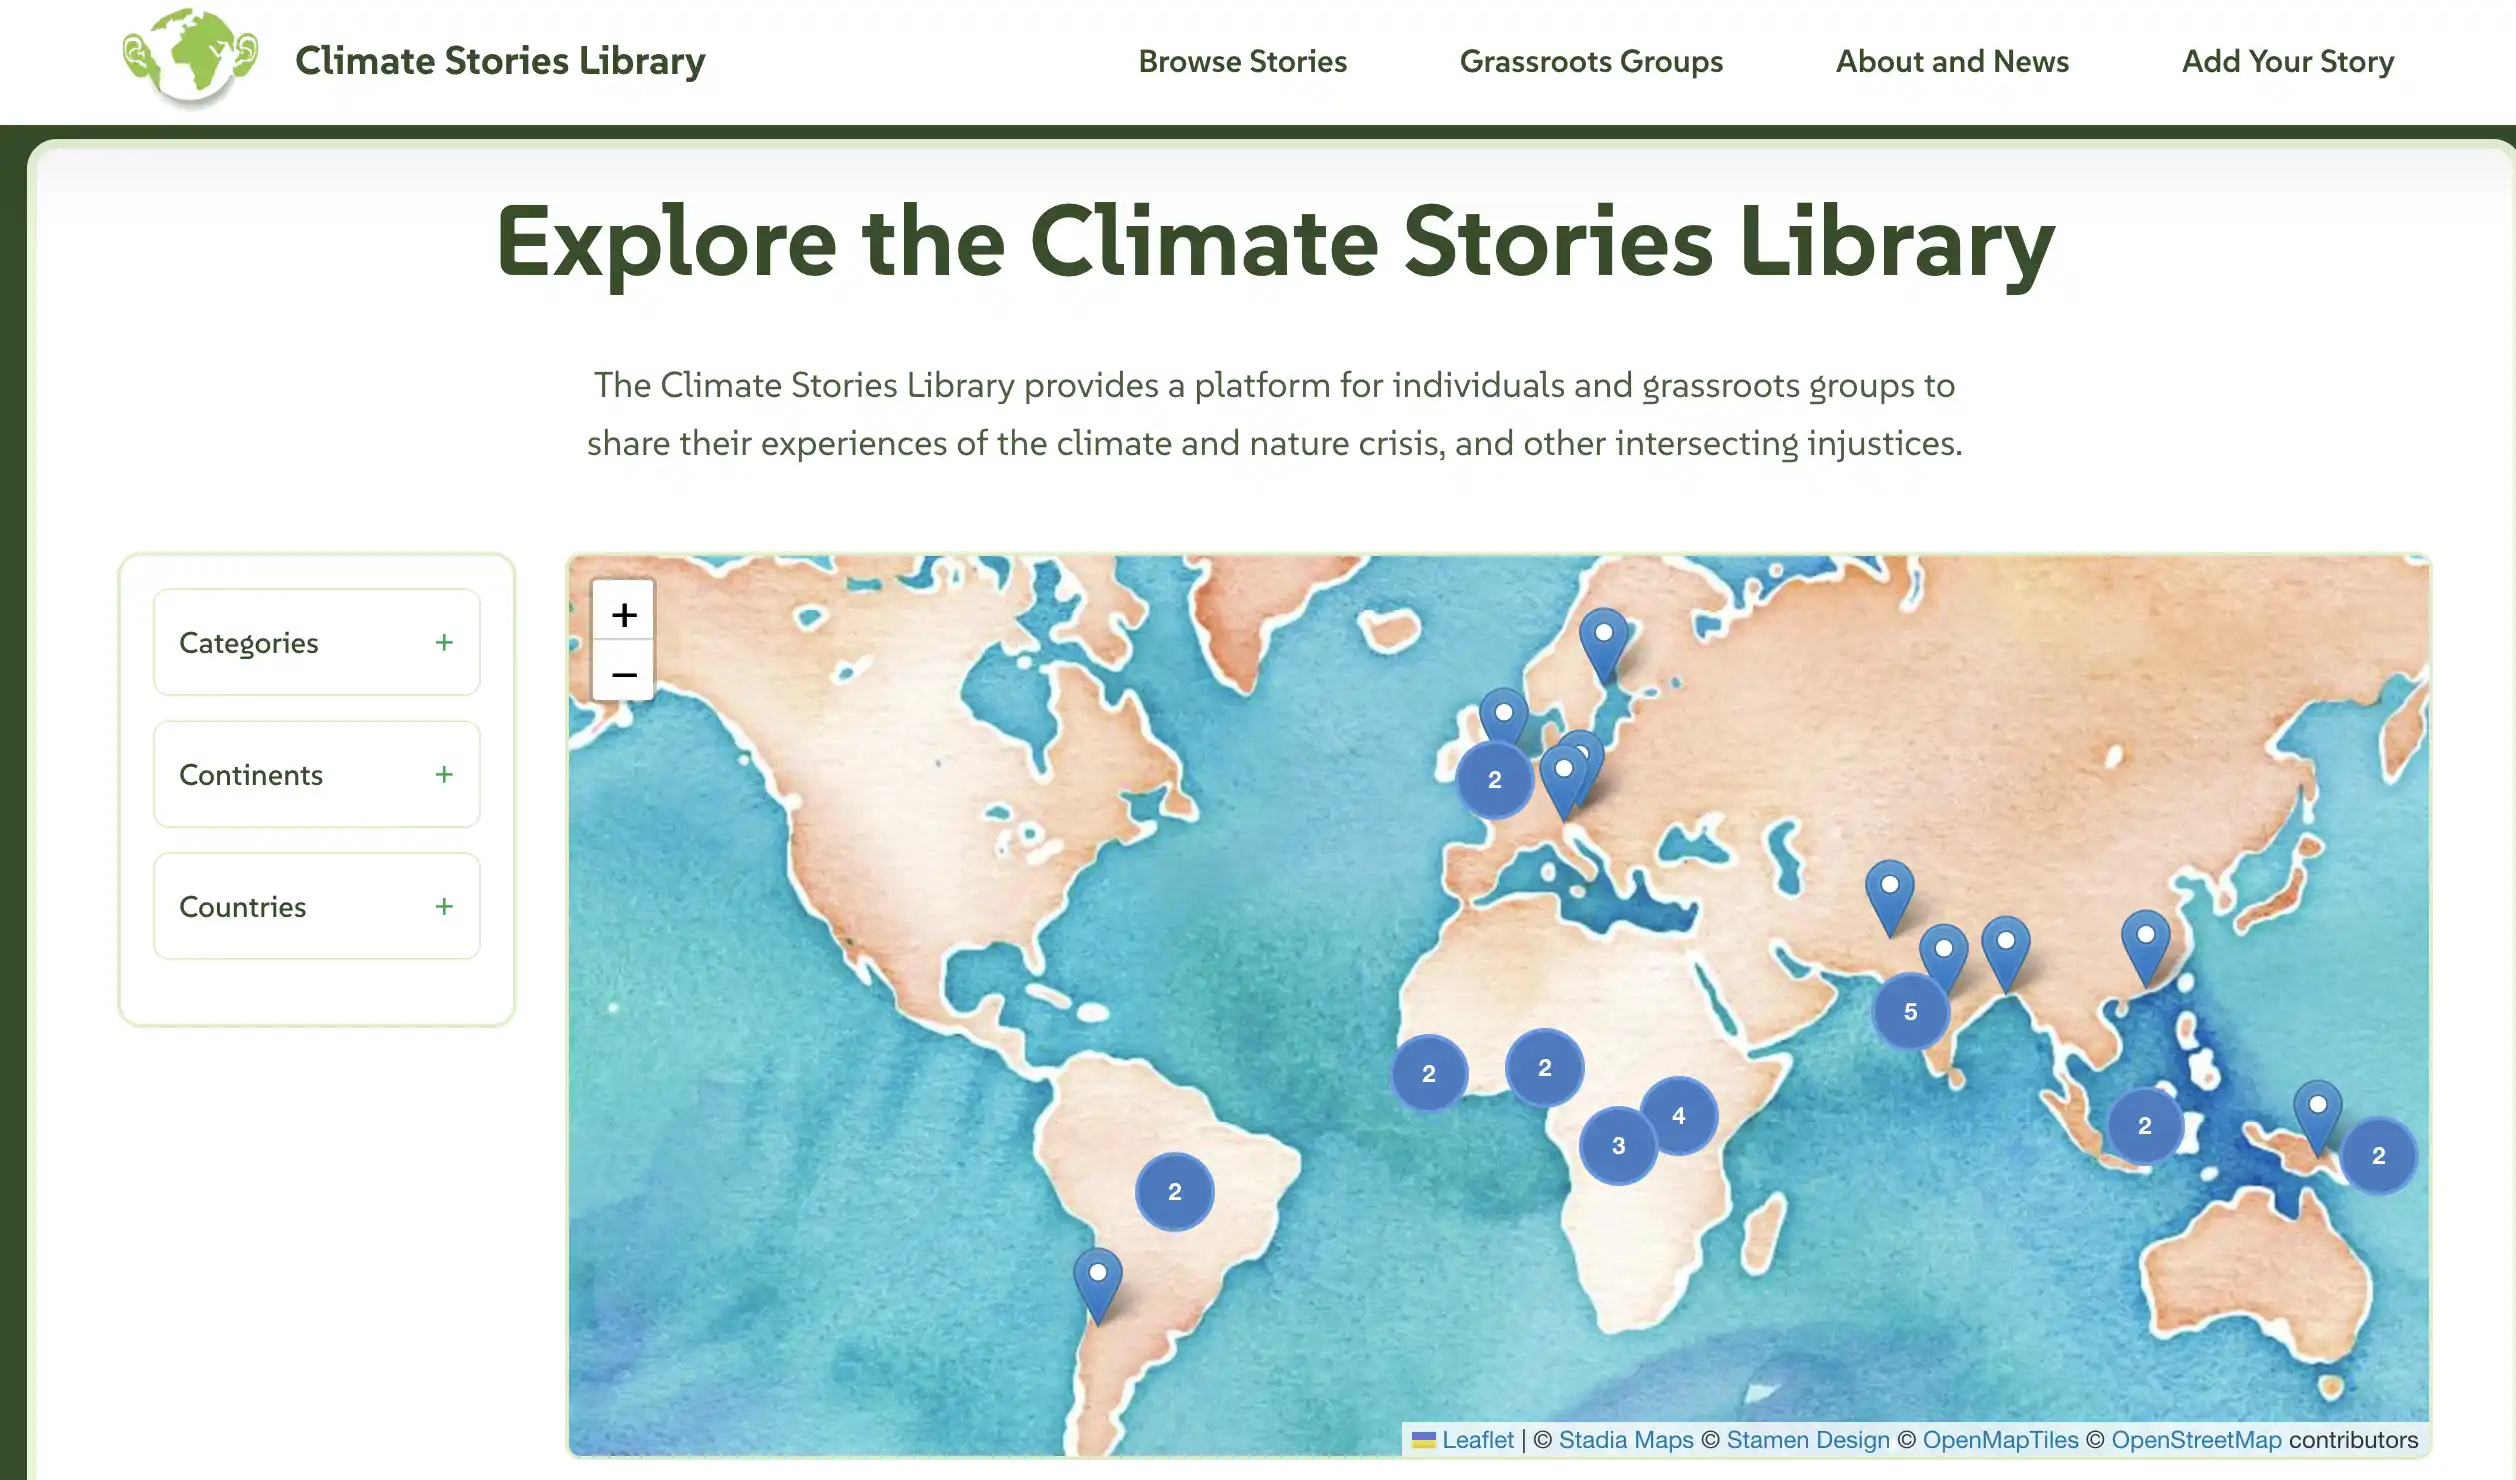 Climate Stories Library
Browse Stories
Grassroots Groups
About and News
Add Your Story
Explore the Climate Stories Library
The Climate Stories Library provides a platform for individuals and grassroots groups to
share their experiences of the climate and nature crisis, and other intersecting injustices.
Categories +
Continents +
Countries +
+
−
2
5
2
2
4
3
2
2
2
Leaflet | © Stadia Maps © Stamen Design © OpenMapTiles © OpenStreetMap contributors